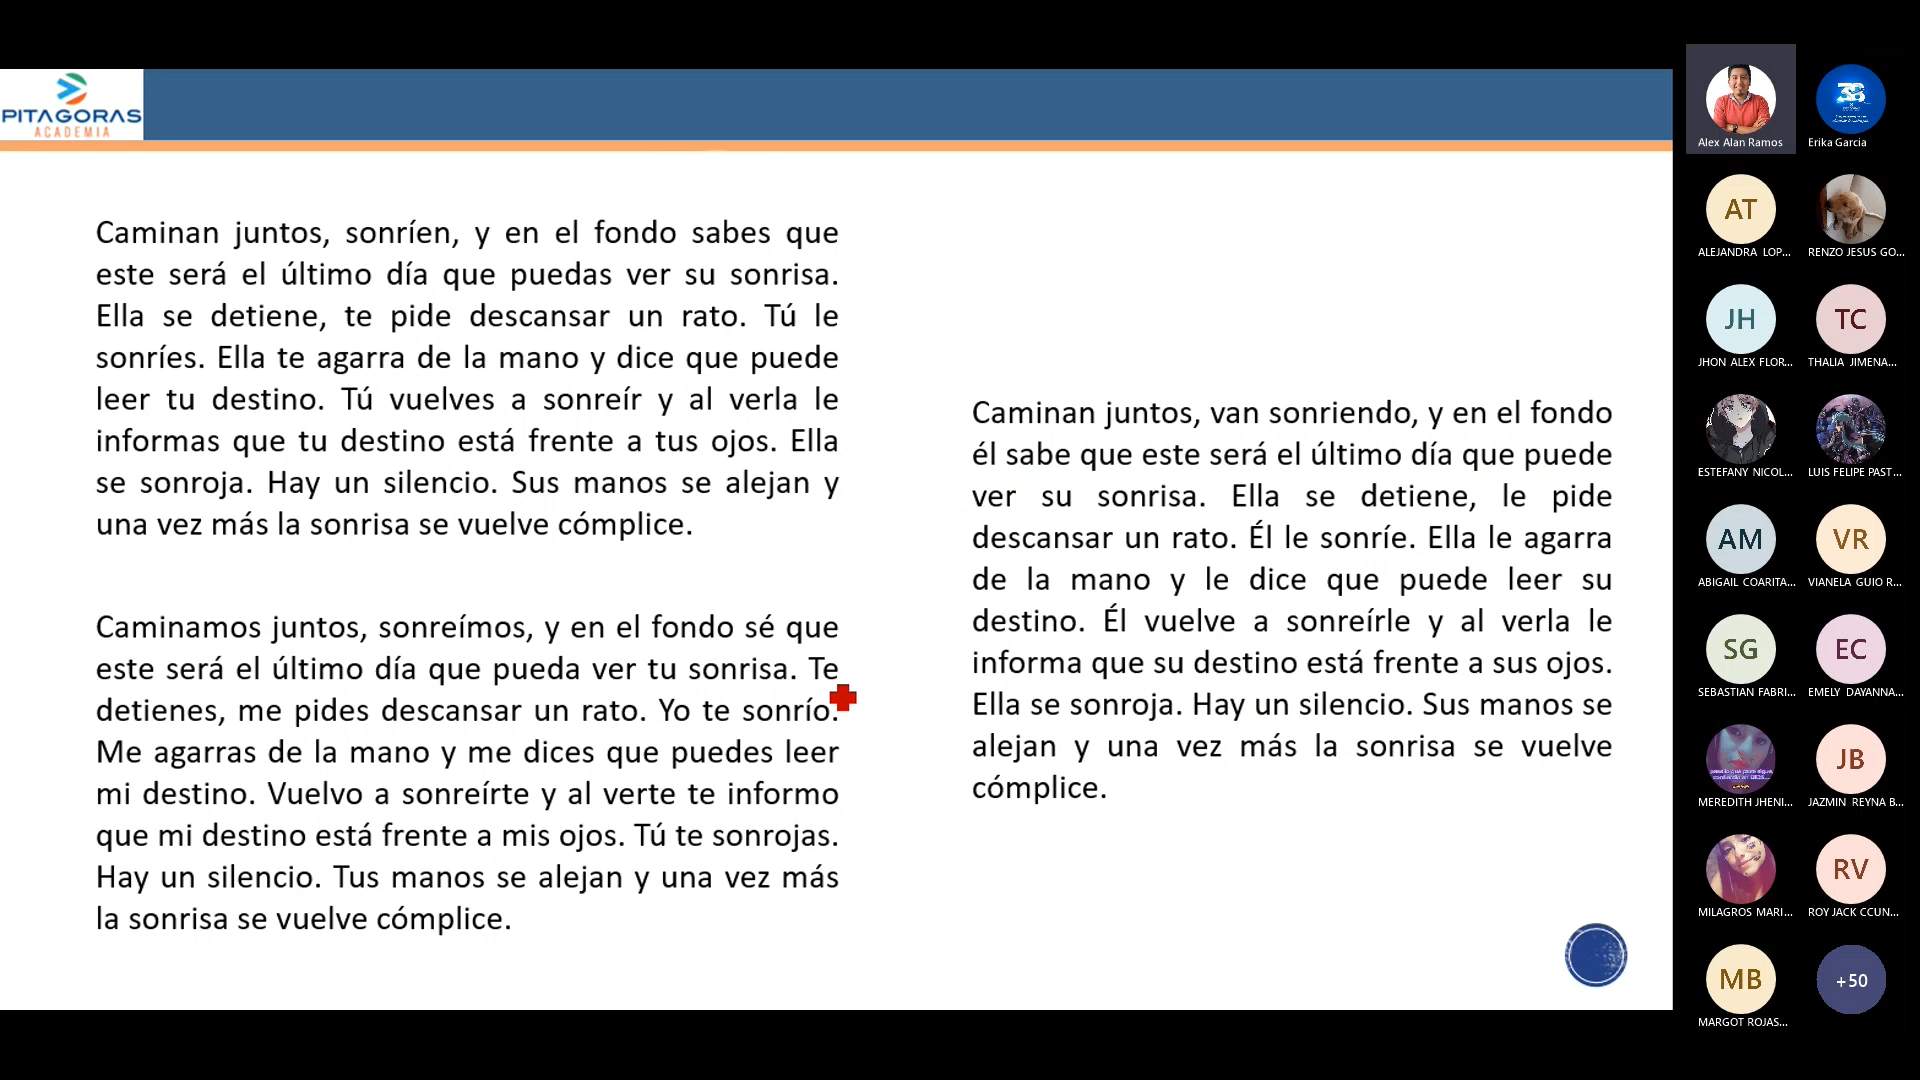 PITAGORAS
ACADEMIA
Caminan juntos, sonríen, y en el fondo sabes que
este será el último día que puedas ver su sonrisa.
Ella se detiene, te pide descansar un rato. Tú le
sonríes. Ella te agarra de la mano y dice que puede
leer tu destino. Tú vuelves a sonreír y al verla le
informas que tu destino está frente a tus ojos. Ella
se sonroja. Hay un silencio. Sus manos se alejan y
una vez más la sonrisa se vuelve cómplice.
Caminamos juntos, sonreímos, y en el fondo sé que
este será el último día que pueda ver tu sonrisa. Te
detienes, me pides descansar un rato. Yo te sonrío.
Me agarras de la mano y me dices que puedes leer
mi destino. Vuelvo a sonreírte y al verte te informo
que mi destino está frente a mis ojos. Tú te sonrojas.
Hay un silencio. Tus manos se alejan y una vez más
la sonrisa se vuelve cómplice.
Caminan juntos, van sonriendo, y en el fondo
él sabe que este será el último día que puede
ver su sonrisa. Ella se detiene, le pide
descansar un rato. Él le sonríe. Ella le agarra
de la mano y le dice que puede leer su
destino. Él vuelve a sonreírle y al verla le
informa que su destino está frente a sus ojos.
Ella se sonroja. Hay un silencio. Sus manos se
alejan y una vez más la sonrisa se vuelve
cómplice.
Alex Alan Ramos
38
Erika Garcia
AT
ALEJANDRA LOP...
RENZO JESUS GO...
JH
JHON ALEX FLOR...
TC
THALIA JIMENA...
ESTEFANY NICOL...
LUIS FELIPE PAST...
AM
ABIGAIL COARITA...
VR
VIANELA GUIO R...
SG
SEBASTIAN FABRI...
EC
EMELY DAYANNA...
MEREDITH JHENI...
JB
JAZMIN REYNA B...
MILAGROS MARI...
RV
ROY JACK CCUN...
MB
MARGOT ROJAS...
+50